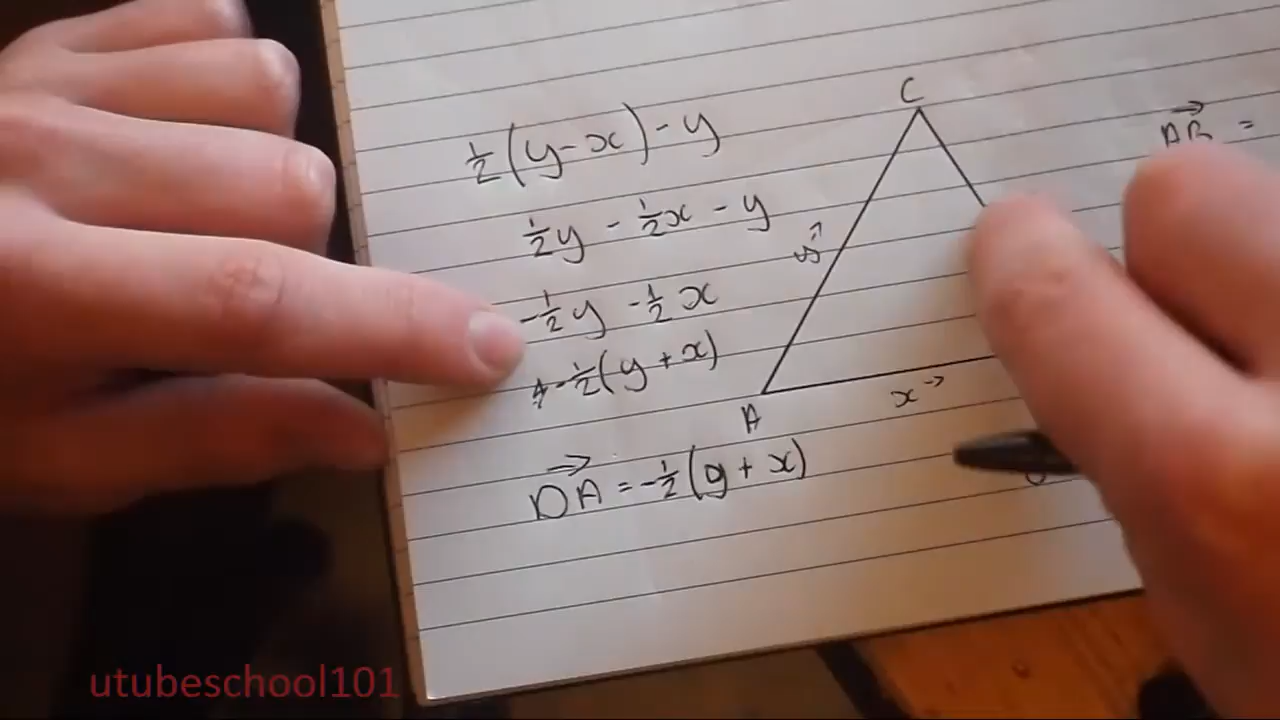 ½(y-x)-y
½y - ½x - y
-½y -½x
-½(y+x)
DA = -½(y+x)
C
y
A
x
AB =
utubeschool101